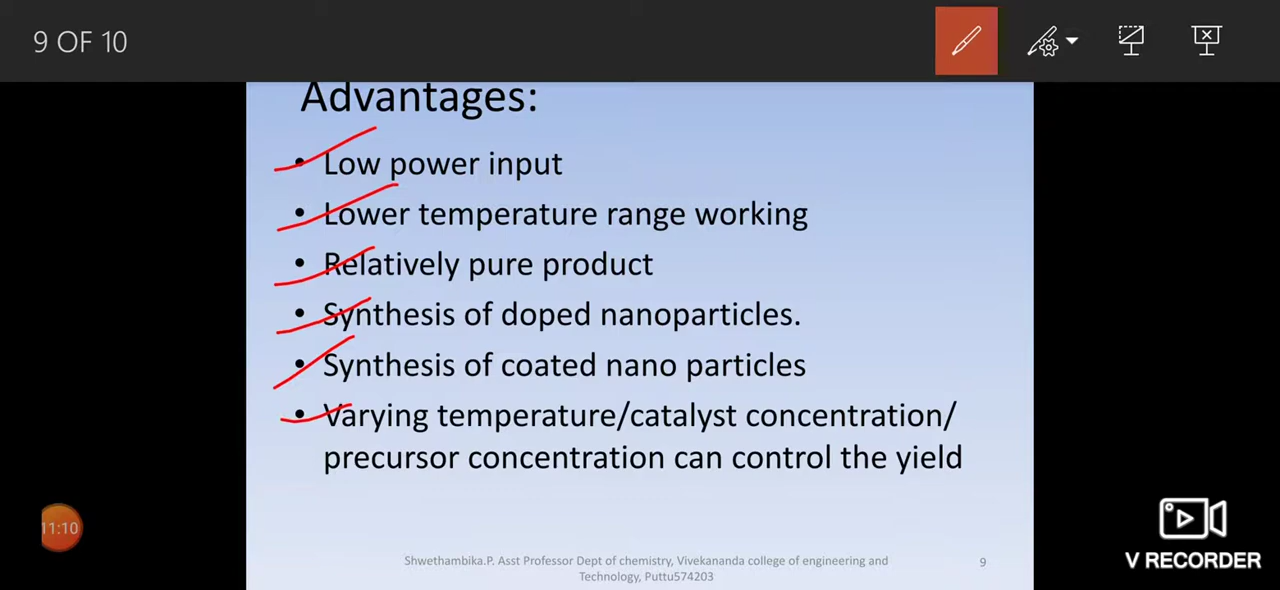 9 OF 10
Advantages:
• Low power input
• Lower temperature range working
• Relatively pure product
• Synthesis of doped nanoparticles.
• Synthesis of coated nano particles
• Varying temperature/catalyst concentration/
precursor concentration can control the yield
11:10
Shwethambika.P. Asst Professor Dept of chemistry, Vivekananda college of engineering and
Technology, Puttu574203
9
V RECORDER